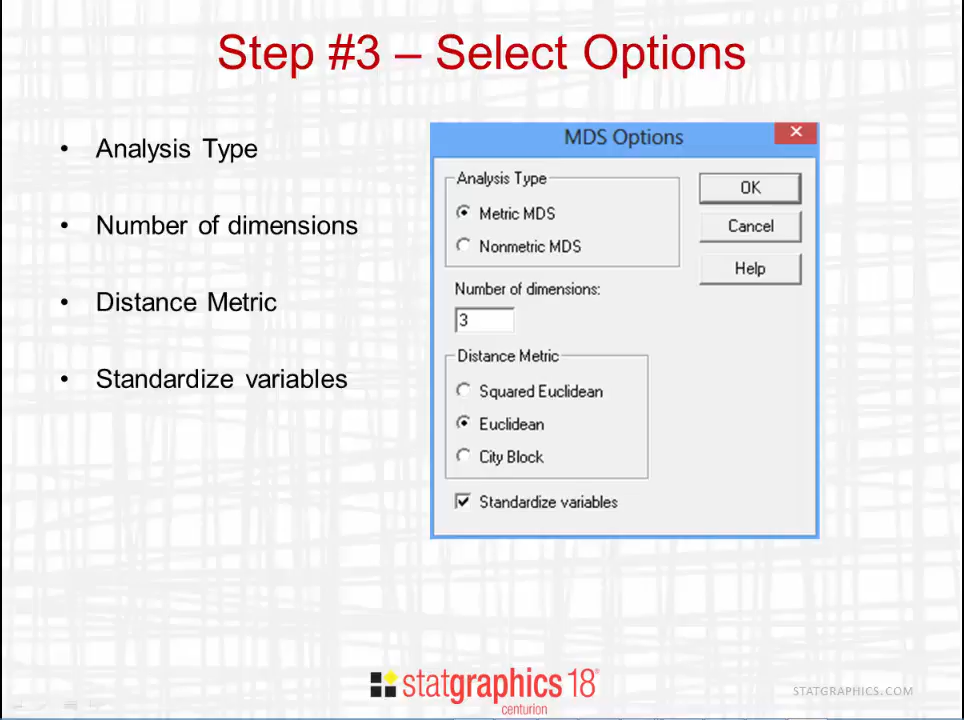 Step #3 – Select Options
• Analysis Type
• Number of dimensions
• Distance Metric
• Standardize variables
MDS Options
Analysis Type
Metric MDS
Nonmetric MDS
OK
Cancel
Help
Number of dimensions:
3
Distance Metric
Squared Euclidean
Euclidean
City Block
Standardize variables
statgraphics 18®
centurion
STATGRAPHICS.COM